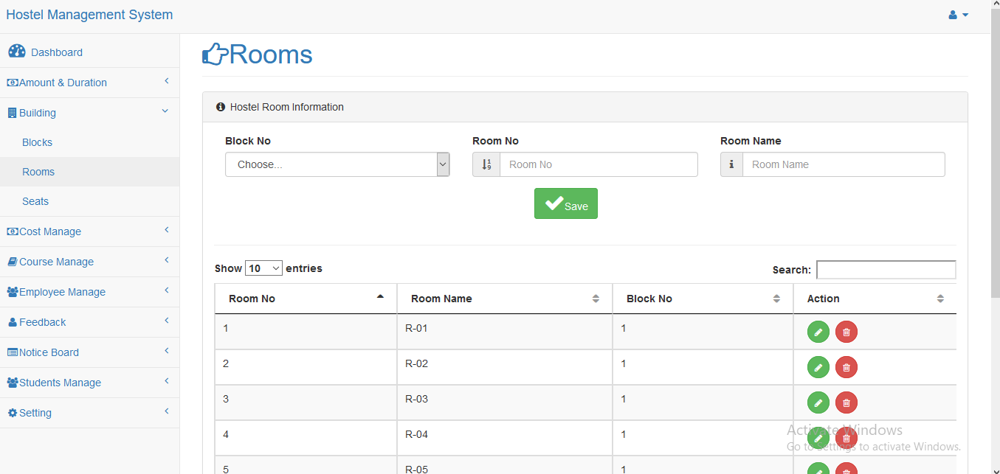 Hostel Management System
Dashboard
Amount & Duration
Building
Blocks
Rooms
Seats
Cost Manage
Course Manage
Employee Manage
Feedback
Notice Board
Students Manage
Setting
Rooms
Hostel Room Information
Block No Room No Room Name
Choose... Room No Room Name
Save
Show 10 entries Search:
Room No Room Name Block No Action
1 R-01 1
2 R-02 1
3 R-03 1
4 R-04 1
5 R-05 1
Activate Windows
Go to Settings to activate Windows.